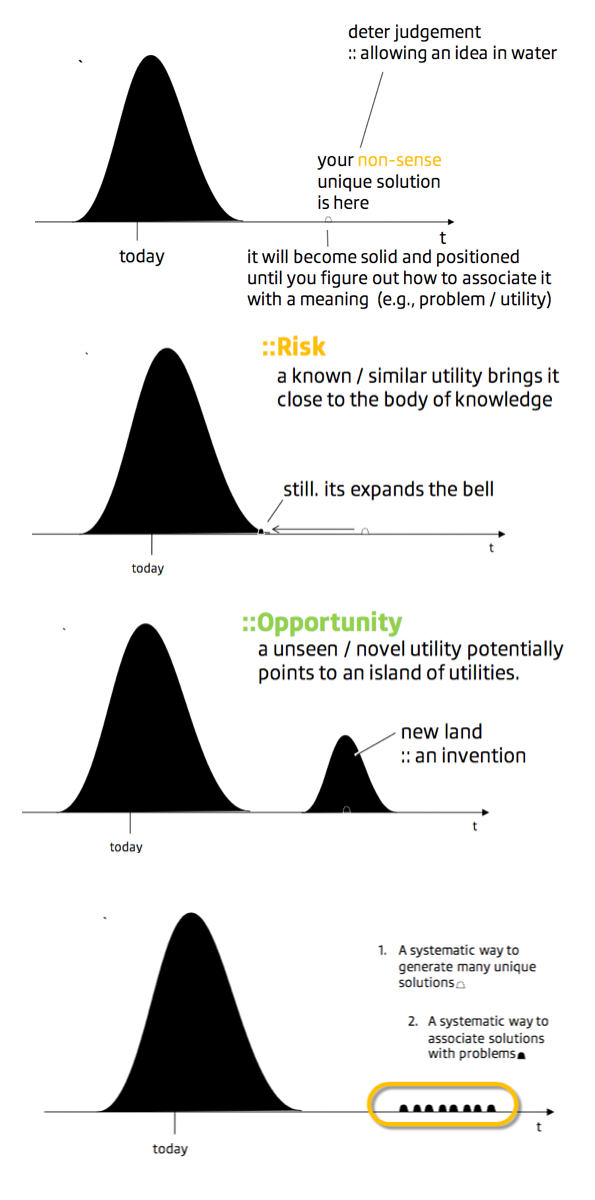 deter judgement
:: allowing an idea in water
your non-sense
unique solution
is here
t
today
it will become solid and positioned
until you figure out how to associate it
with a meaning (e.g., problem / utility)
::Risk
a known / similar utility brings it
close to the body of knowledge
still. its expands the bell
t
today
::Opportunity
a unseen / novel utility potentially
points to an island of utilities.
new land
:: an invention
t
today
1. A systematic way to
generate many unique
solutions
2. A systematic way to
associate solutions
with problems
t
today